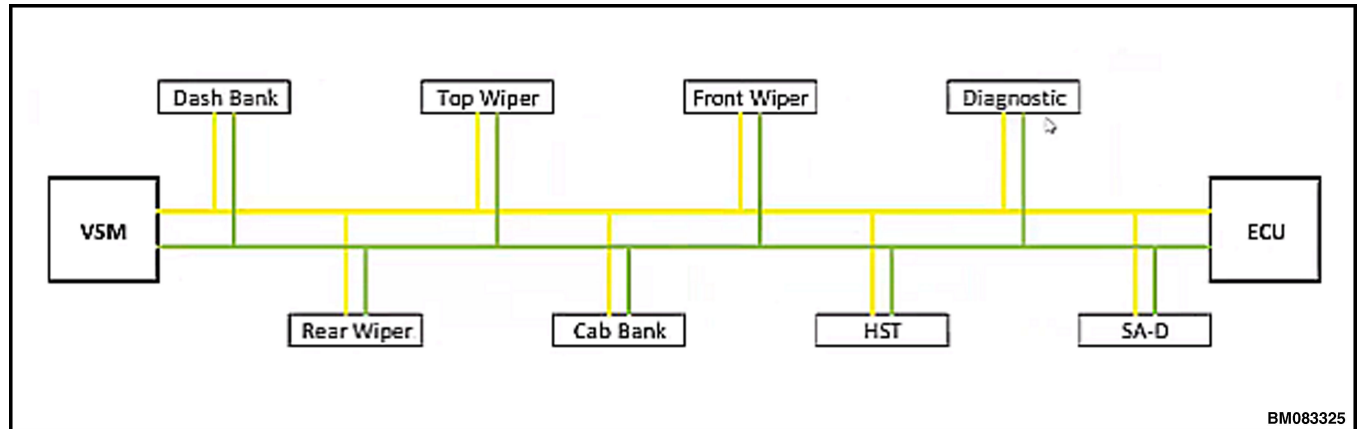 Dash Bank
Top Wiper
Front Wiper
Diagnostic
VSM
ECU
Rear Wiper
Cab Bank
HST
SA-D
BM083325